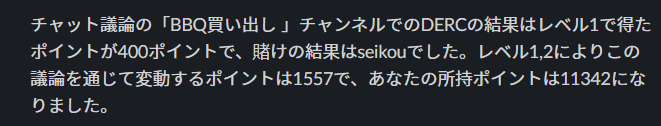 チャット議論の「BBQ買い出し 」チャンネルでのDERCの結果はレベル1で得た
ポイントが400ポイントで、賭けの結果はseikouでした。レベル1,2によりこの
議論を通じて変動するポイントは1557で、あなたの所持ポイントは11342にな
りました。